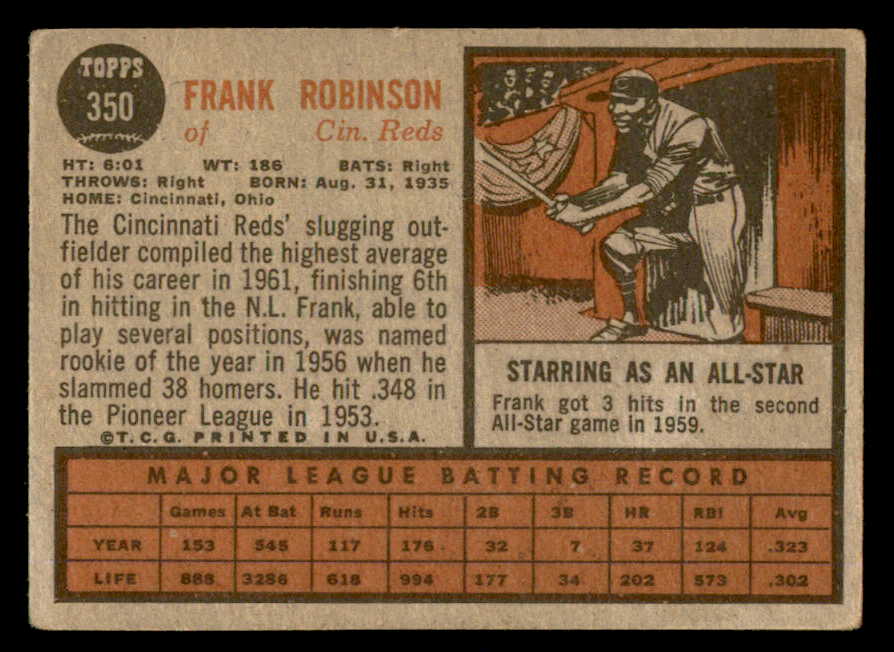 TOPPS
350
FRANK ROBINSON
of Cin. Reds
HT: 6:01 WT: 186 BATS: Right
THROWS: Right BORN: Aug. 31, 1935
HOME: Cincinnati, Ohio
The Cincinnati Reds' slugging out-
fielder compiled the highest average
of his career in 1961, finishing 6th
in hitting in the N.L. Frank, able to
play several positions, was named
rookie of the year in 1956 when he
slammed 38 homers. He hit .348 in
the Pioneer League in 1953.
©T.C.G. PRINTED IN U.S.A.
STARRING AS AN ALL-STAR
Frank got 3 hits in the second
All-Star game in 1959.
MAJOR LEAGUE BATTING RECORD
Games At Bat Runs Hits 2B 3B HR RBI Avg
YEAR 153 545 117 176 32 7 37 124 .323
LIFE 888 3286 618 994 177 34 202 573 .302